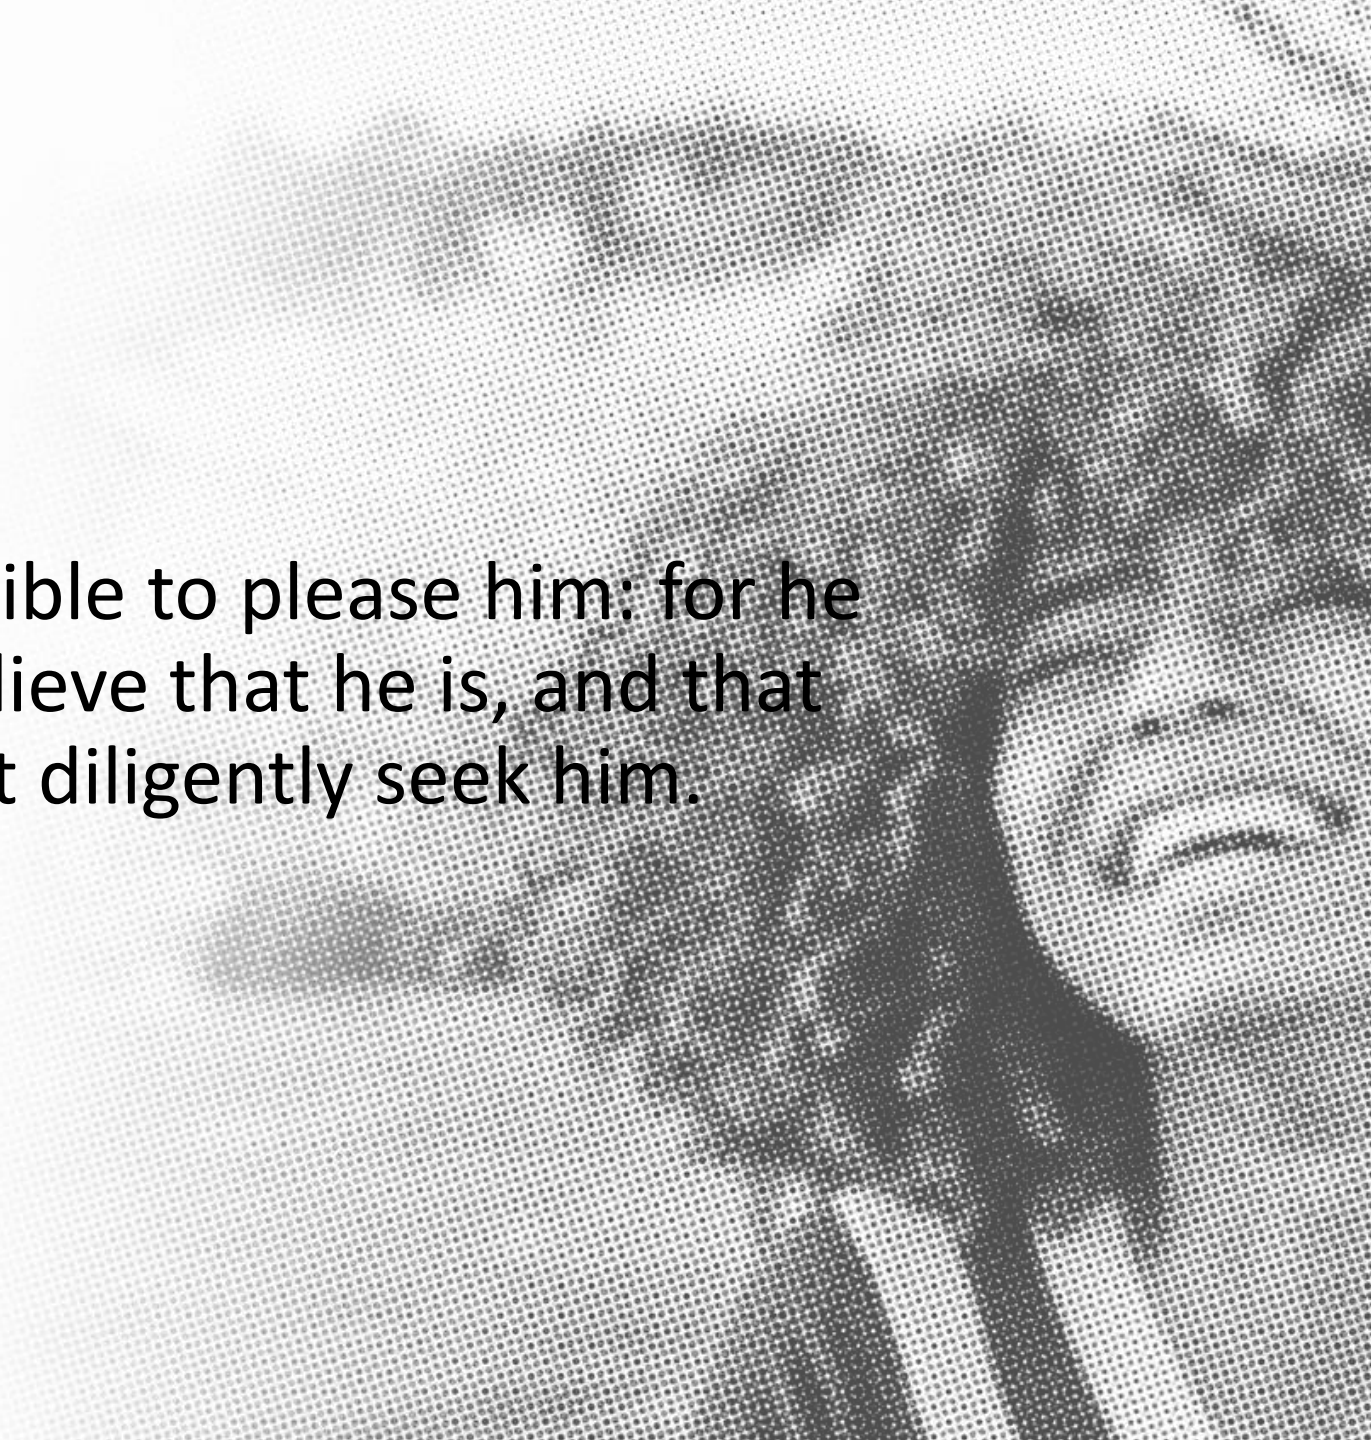 ible to please him: for he
lieve that he is, and that
t diligently seek him.